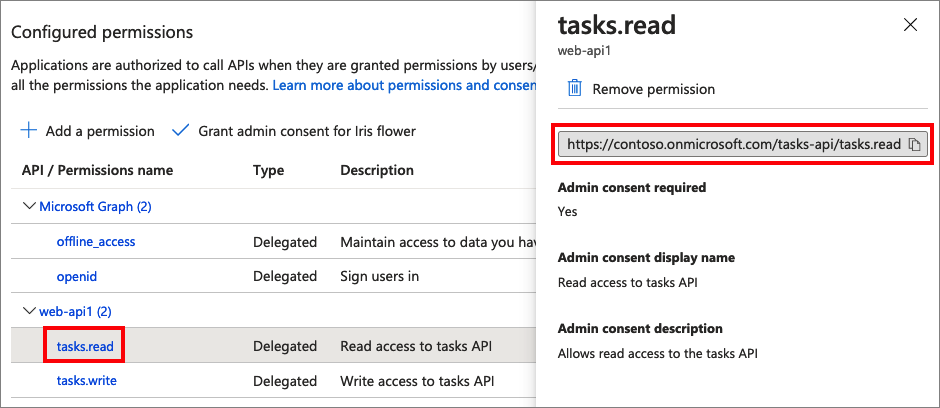 Configured permissions
Applications are authorized to call APIs when they are granted permissions by users/
all the permissions the application needs. Learn more about permissions and consen
Add a permission
Grant admin consent for Iris flower
API / Permissions name
Type
Description
Microsoft Graph (2)
offline_access
Delegated
Maintain access to data you hav
openid
Delegated
Sign users in
web-api1 (2)
tasks.read
Delegated
Read access to tasks API
tasks.write
Delegated
Write access to tasks API
tasks.read
web-api1
Remove permission
https://contoso.onmicrosoft.com/tasks-api/tasks.read
Admin consent required
Yes
Admin consent display name
Read access to tasks API
Admin consent description
Allows read access to the tasks API